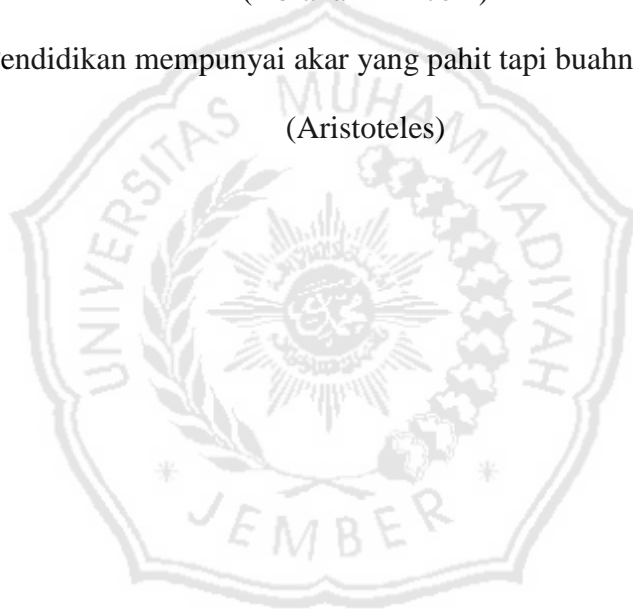 endidikan mempunyai akar yang pahit tapi buahn
(Aristoteles)
UNIVERSITAS MUHAMMADIYAH
JEMBER